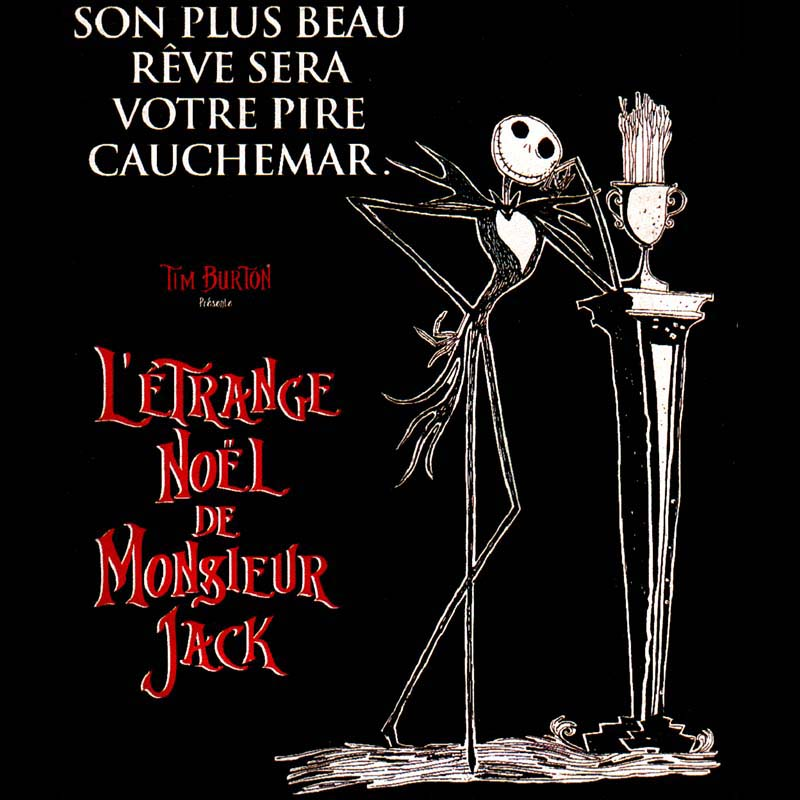 SON PLUS BEAU
RÊVE SERA
VOTRE PIRE
CAUCHEMAR.
TIM BURTON
Présente
L'ÉTRANGE
NOËL
DE
MONSIEUR
JACK